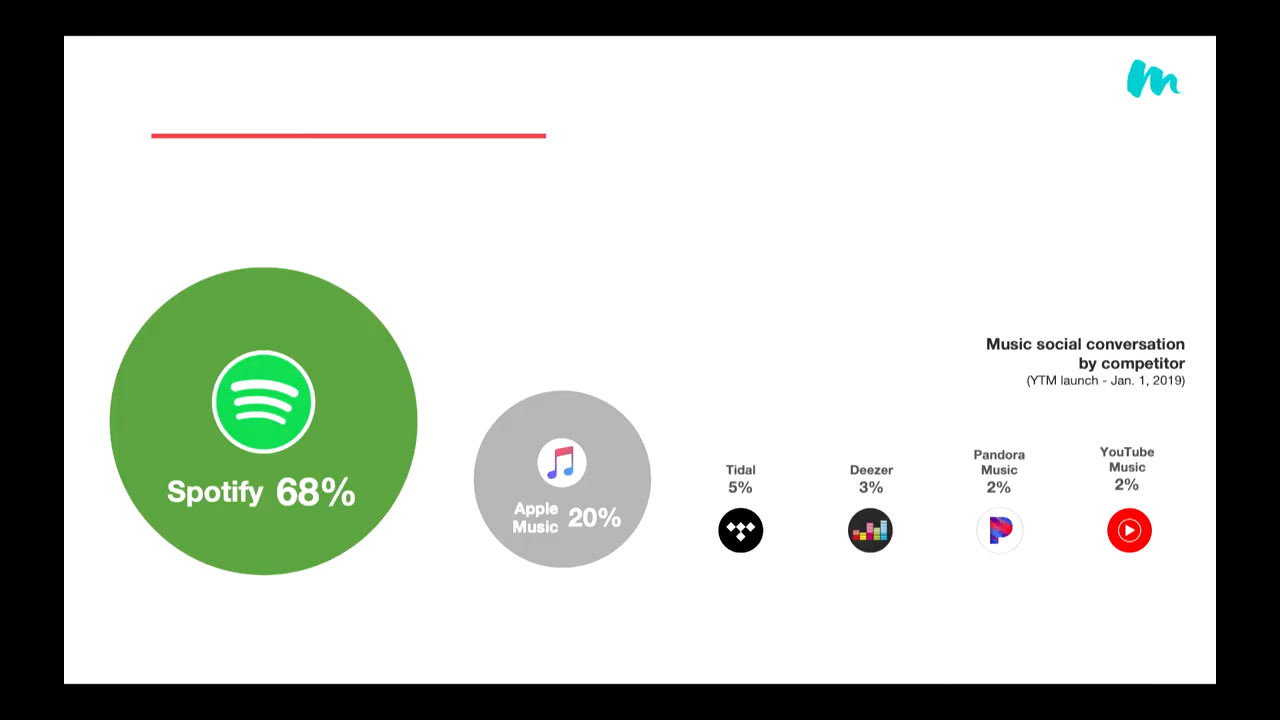 Music social conversation
by competitor
(YTM launch - Jan. 1, 2019)
Spotify 68%
Apple
Music 20%
Tidal
5%
Deezer
3%
Pandora
Music
2%
YouTube
Music
2%